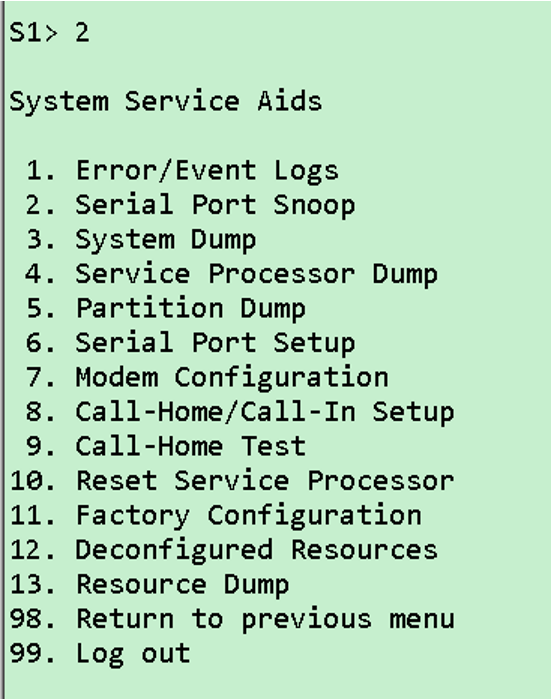 S1> 2
System Service Aids
1. Error/Event Logs
2. Serial Port Snoop
3. System Dump
4. Service Processor Dump
5. Partition Dump
6. Serial Port Setup
7. Modem Configuration
8. Call-Home/Call-In Setup
9. Call-Home Test
10. Reset Service Processor
11. Factory Configuration
12. Deconfigured Resources
13. Resource Dump
98. Return to previous menu
99. Log out